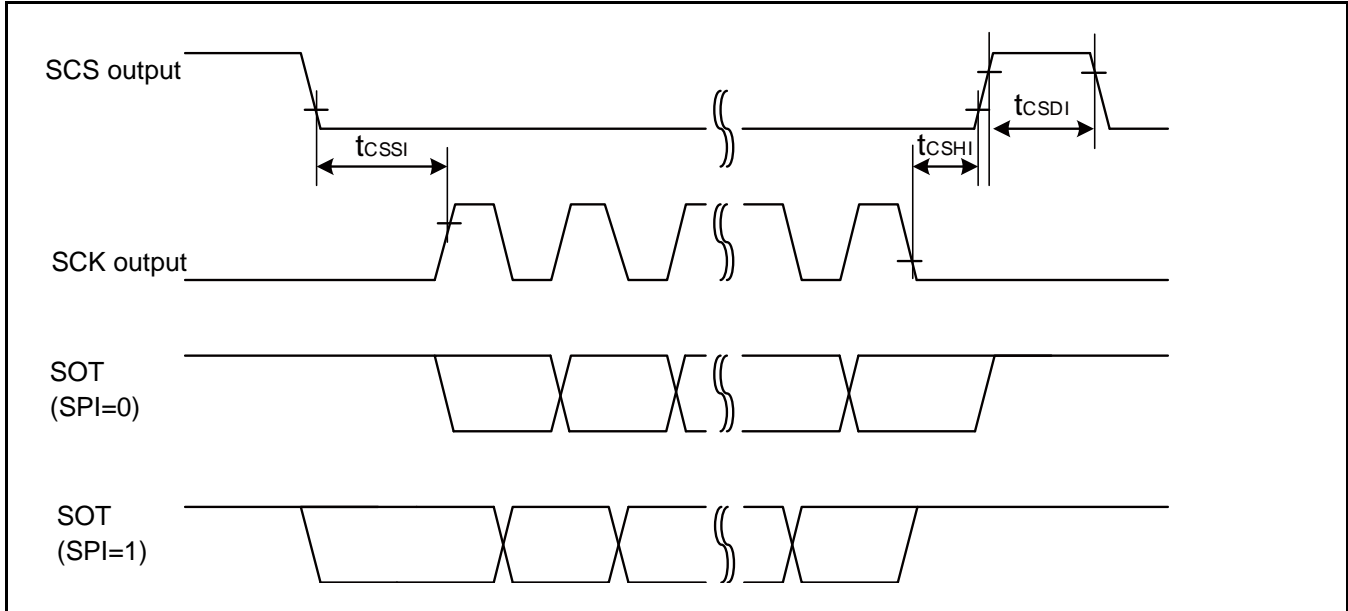 SCS output
tCSSI
tCSHI
tCSDI
SCK output
SOT
(SPI=0)
SOT
(SPI=1)